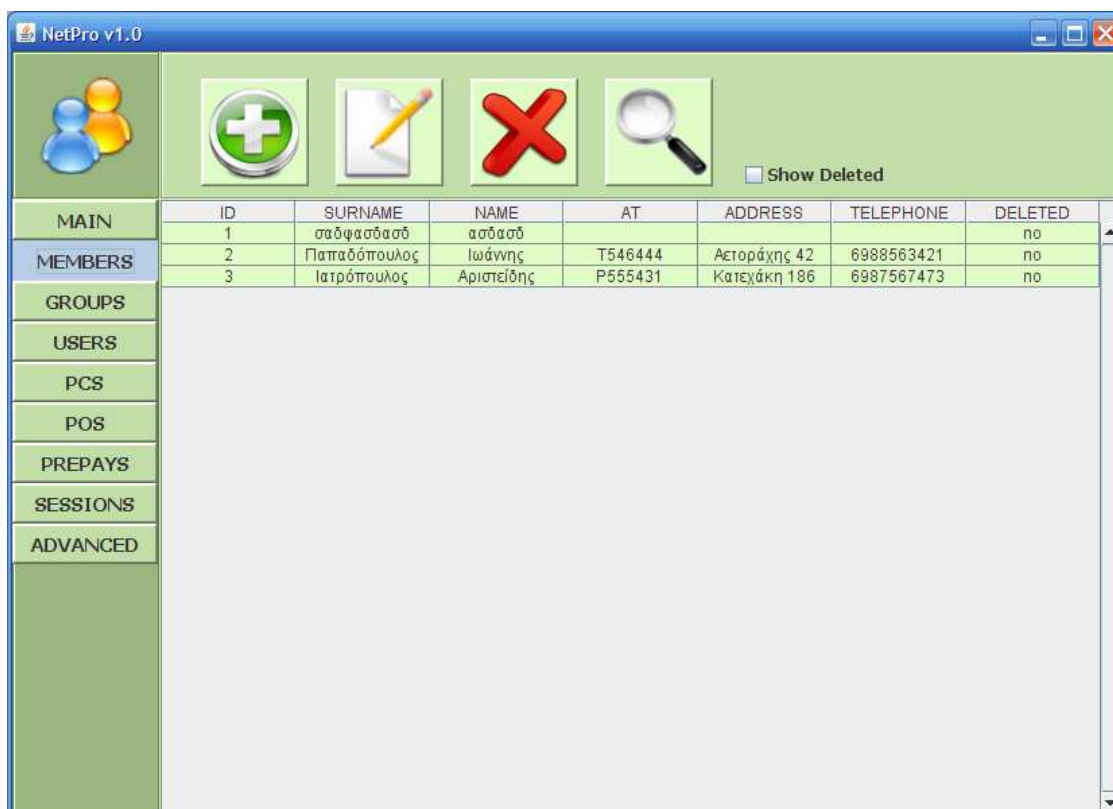 NetPro v1.0
Show Deleted
MAIN
MEMBERS
GROUPS
USERS
PCS
POS
PREPAYS
SESSIONS
ADVANCED
ID SURNAME NAME AT ADDRESS TELEPHONE DELETED
1 σαδφασδασδ ασδασδ no
2 Παπαδόπουλος Ιωάννης T546444 Αετοράχης 42 6988563421 no
3 Ιατρόπουλος Αριστείδης P555431 Κατεχάκη 186 6987567473 no